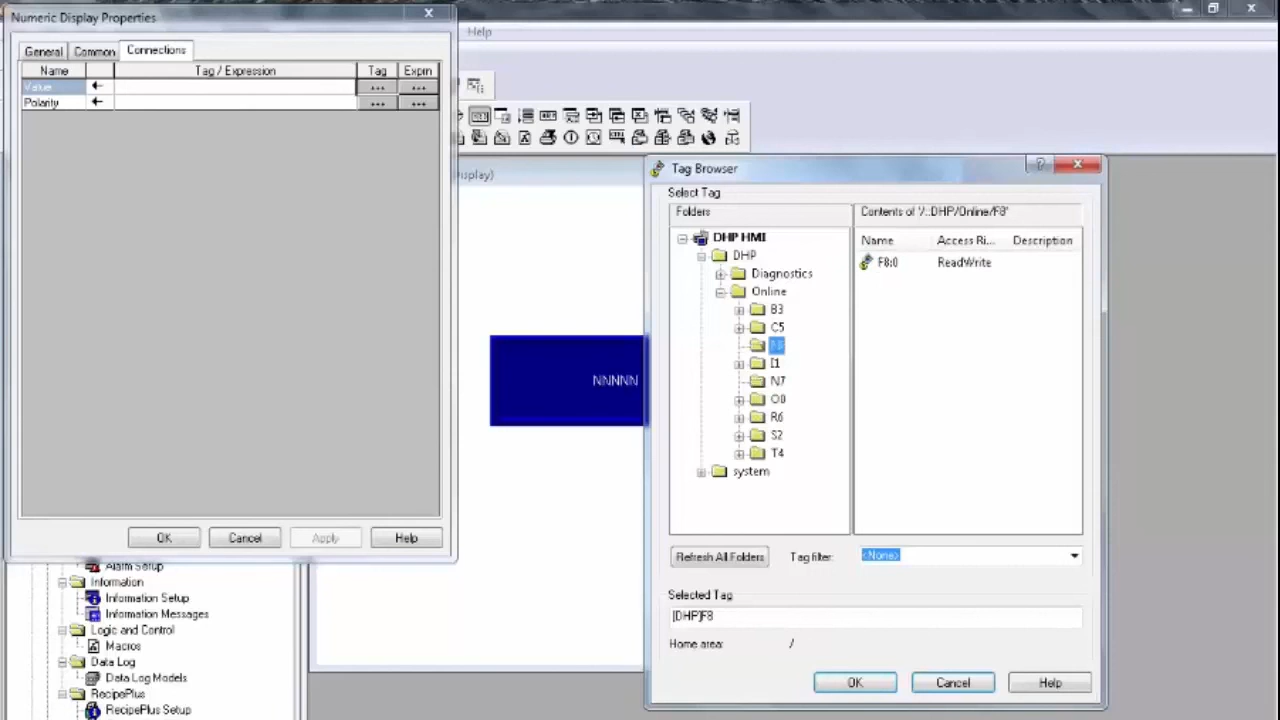 Numeric Display Properties
General Common Connections
Name Tag / Expression Tag Exprn
Value ... ...
Polarity ... ...
OK Cancel Apply Help
Help
isplay)
NNNNN
Alarm Setup
Information
Information Setup
Information Messages
Logic and Control
Macros
Data Log
Data Log Models
RecipePlus
RecipePlus Setup
Tag Browser
Select Tag
Folders
DHP HMI
DHP
Diagnostics
Online
B3
C5
F8
I1
N7
O0
R6
S2
T4
system
Contents of '/::DHP/Online/F8'
Name Access Ri... Description
F8:0 ReadWrite
Refresh All Folders Tag filter: <None>
Selected Tag
[DHP]F8
Home area: /
OK Cancel Help